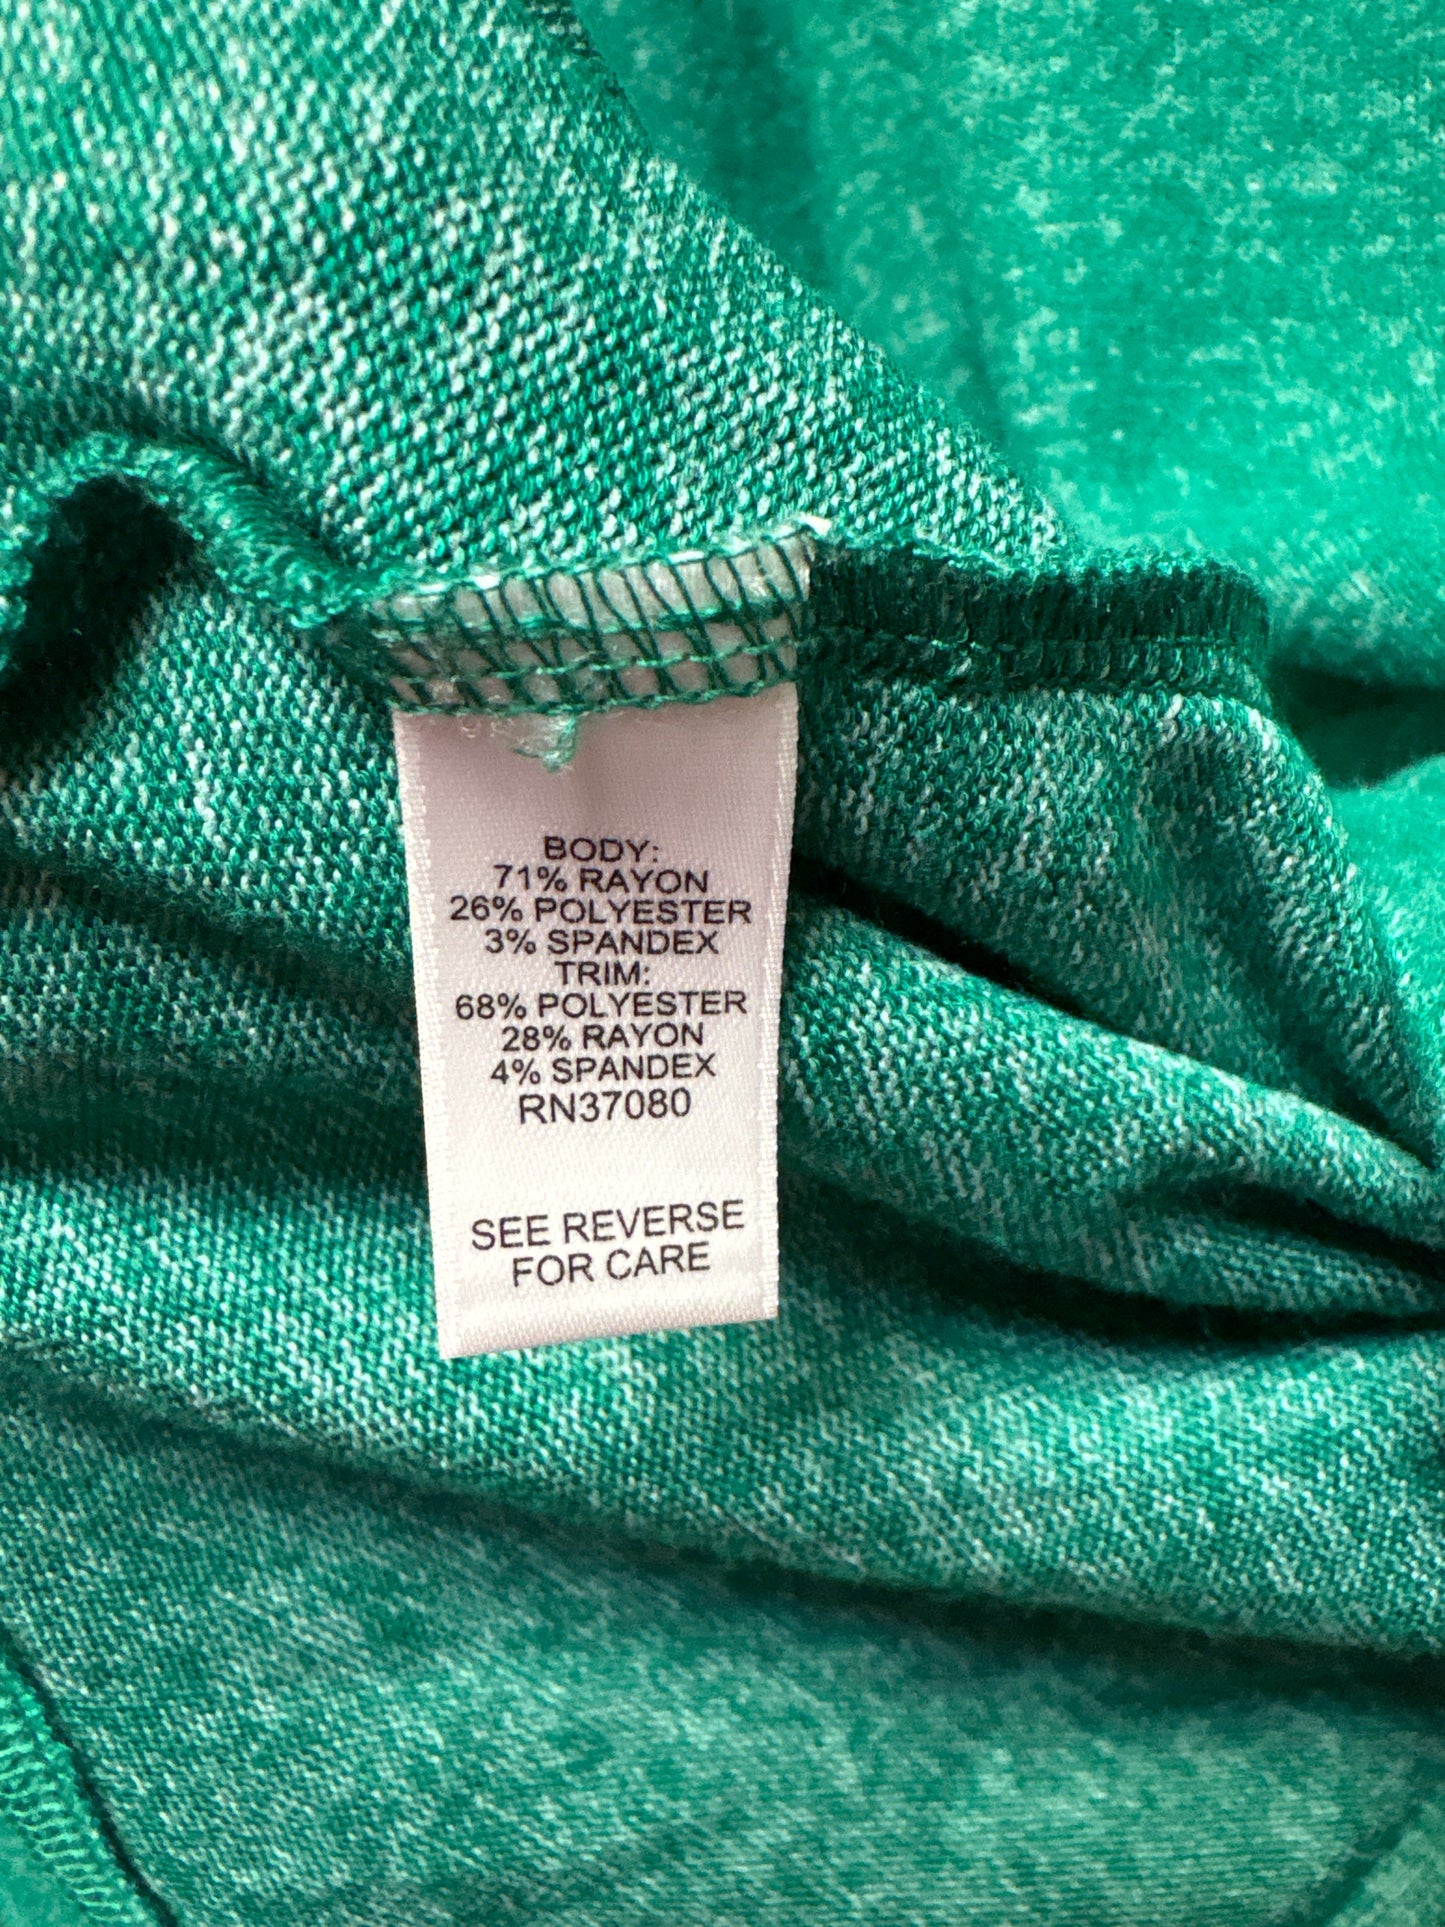 BODY:
71% RAYON
26% POLYESTER
3% SPANDEX
TRIM:
68% POLYESTER
28% RAYON
4% SPANDEX
RN37080
SEE REVERSE
FOR CARE